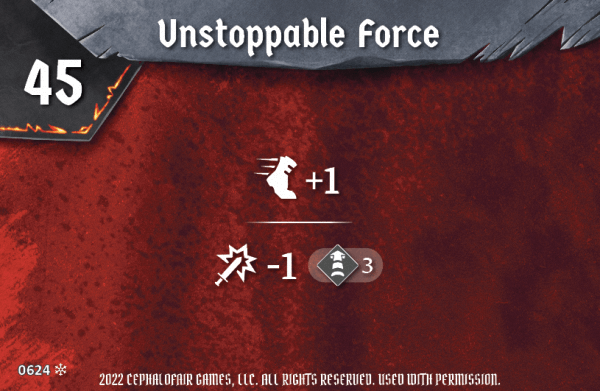 Unstoppable Force
45
+1
-1 3
0624
2022 CEPHALOFAIR GAMES, LLC. ALL RIGHTS RESERVED. USED WITH PERMISSION.